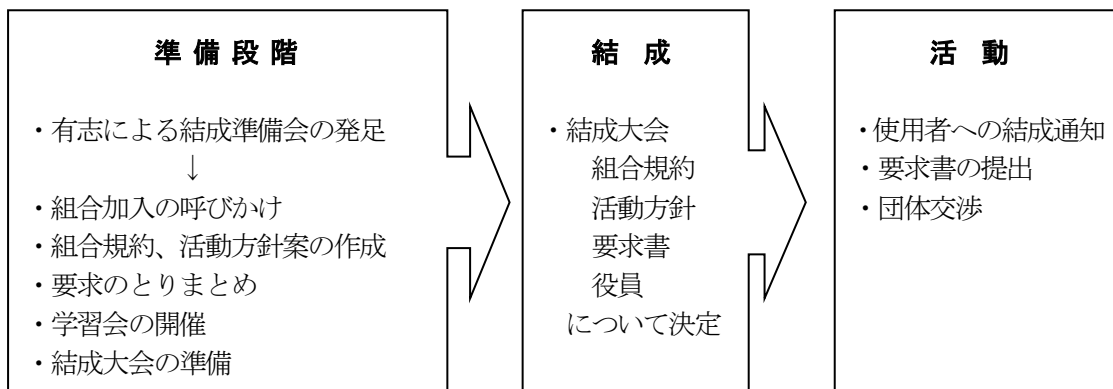 準備段階
・有志による結成準備会の発足
↓
・組合加入の呼びかけ
・組合規約、活動方針案の作成
・要求のとりまとめ
・学習会の開催
・結成大会の準備
結　成
・結成大会
組合規約
活動方針
要求書
役員
について決定
活　動
・使用者への結成通知
・要求書の提出
・団体交渉